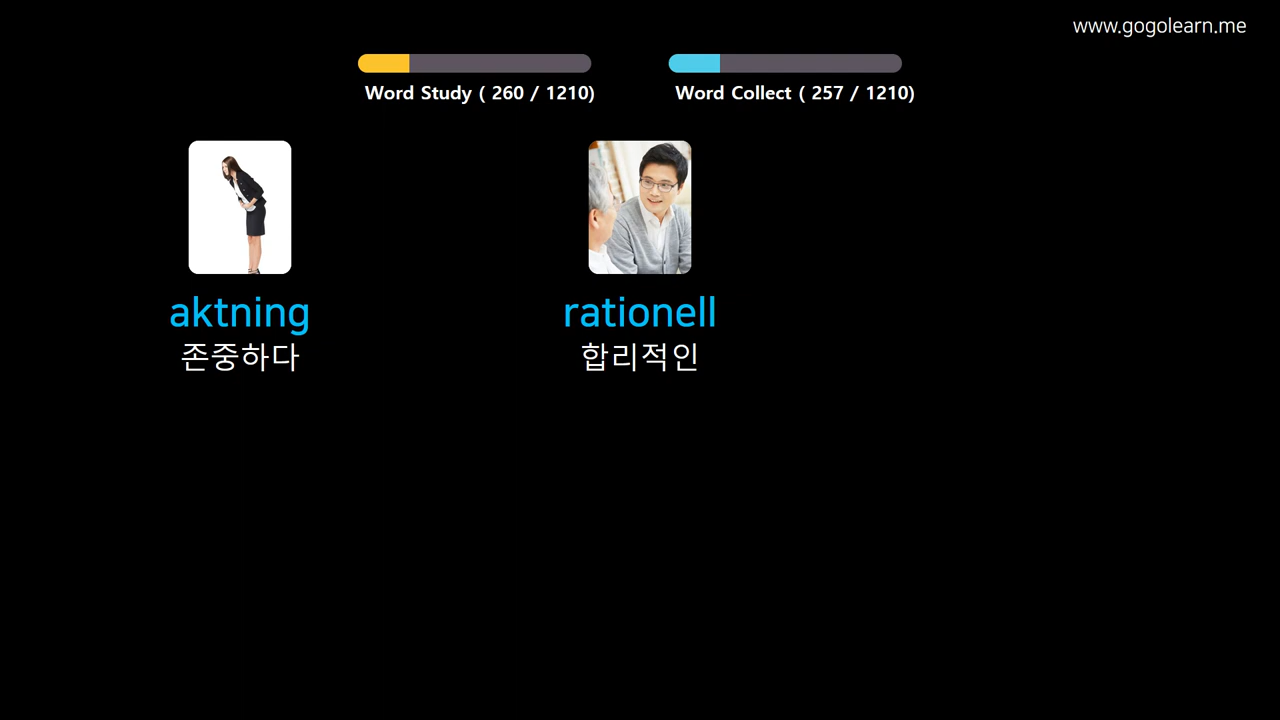 www.gogolearn.me
Word Study ( 260 / 1210)
Word Collect ( 257 / 1210)
aktning
존중하다
rationell
합리적인